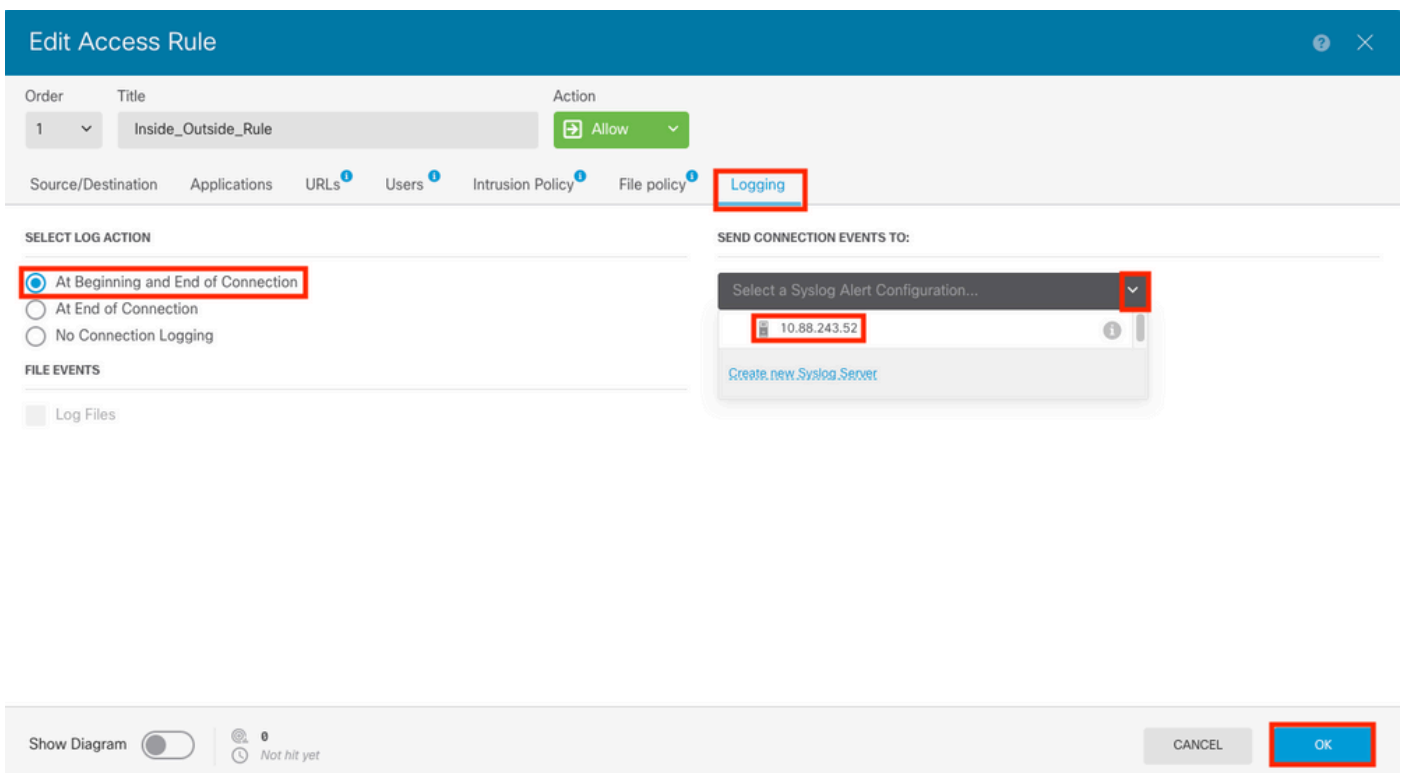 Edit Access Rule
Order Title Action
1 Inside_Outside_Rule Allow
Source/Destination Applications URLs Users Intrusion Policy File policy Logging
SELECT LOG ACTION
At Beginning and End of Connection
At End of Connection
No Connection Logging
FILE EVENTS
Log Files
SEND CONNECTION EVENTS TO:
Select a Syslog Alert Configuration...
10.88.243.52
Create new Syslog Server
Show Diagram
0
Not hit yet
CANCEL OK